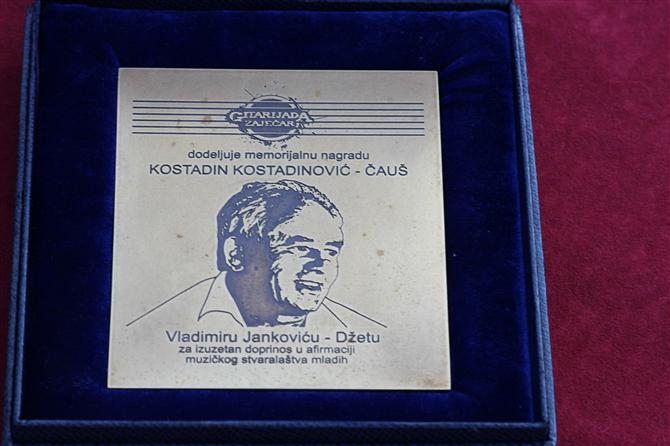 GITARIJADA
ZAJEČAR
dodeljuje memorijalnu nagradu
KOSTADIN KOSTADINOVIĆ - ČAUŠ
Vladimiru Jankoviću - Džetu
za izuzetan doprinos u afirmaciji
muzičkog stvaralaštva mladih